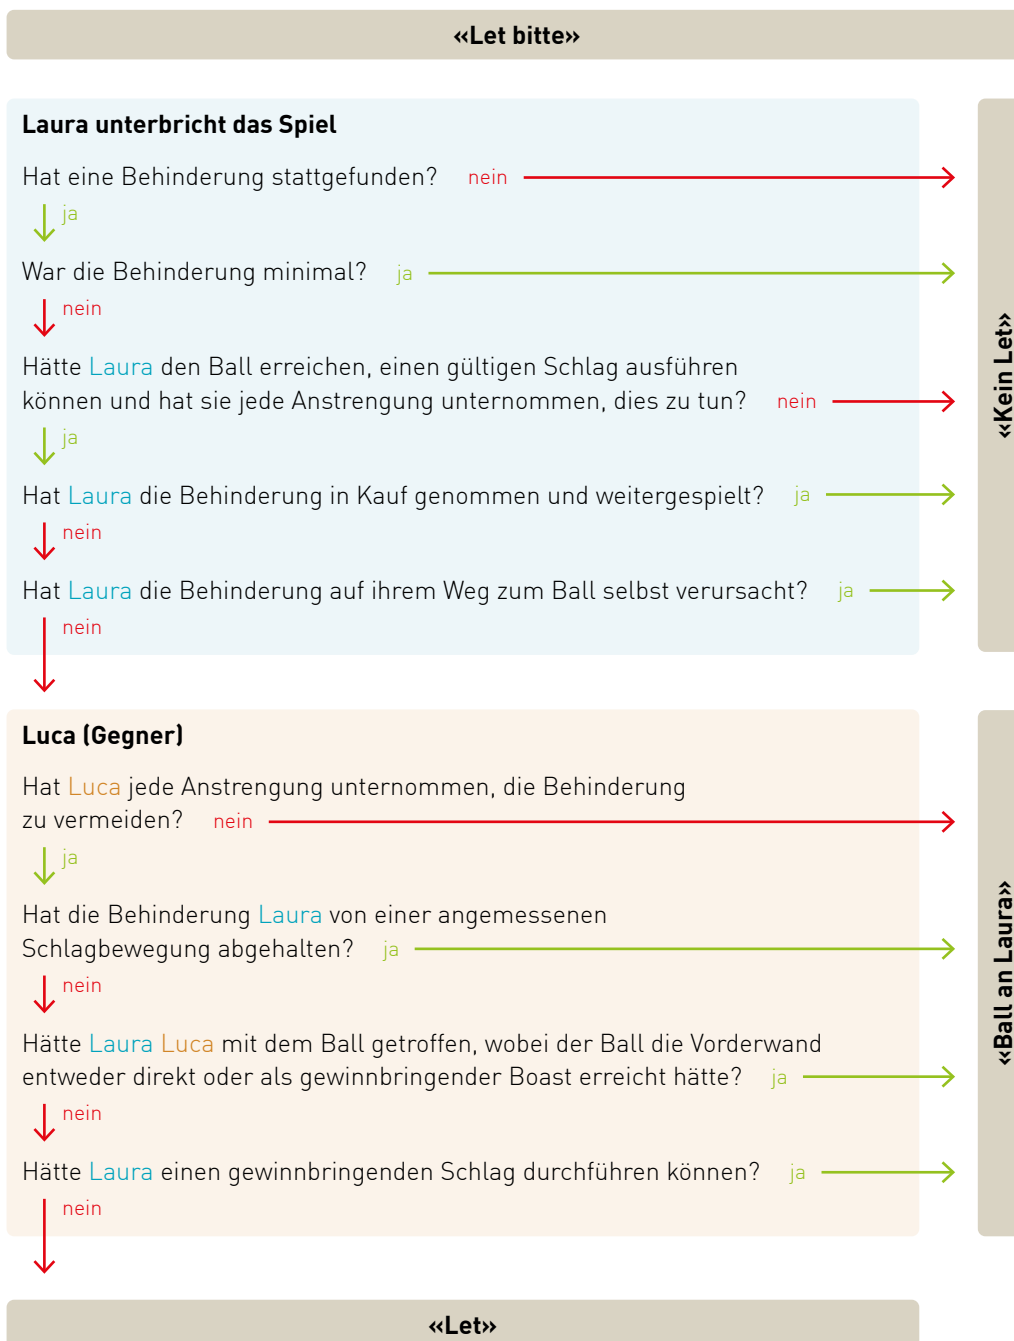 «Let bitte»
Laura unterbricht das Spiel
Hat eine Behinderung stattgefunden? nein
ja
War die Behinderung minimal? ja
nein
Hätte Laura den Ball erreichen, einen gültigen Schlag ausführen
können und hat sie jede Anstrengung unternommen, dies zu tun? nein
ja
Hat Laura die Behinderung in Kauf genommen und weitergespielt? ja
nein
Hat Laura die Behinderung auf ihrem Weg zum Ball selbst verursacht? ja
nein
«Kein Let»
Luca (Gegner)
Hat Luca jede Anstrengung unternommen, die Behinderung
zu vermeiden? nein
ja
Hat die Behinderung Laura von einer angemessenen
Schlagbewegung abgehalten? ja
nein
Hätte Laura Luca mit dem Ball getroffen, wobei der Ball die Vorderwand
entweder direkt oder als gewinnbringender Boast erreicht hätte? ja
nein
Hätte Laura einen gewinnbringenden Schlag durchführen können? ja
nein
«Ball an Laura»
«Let»